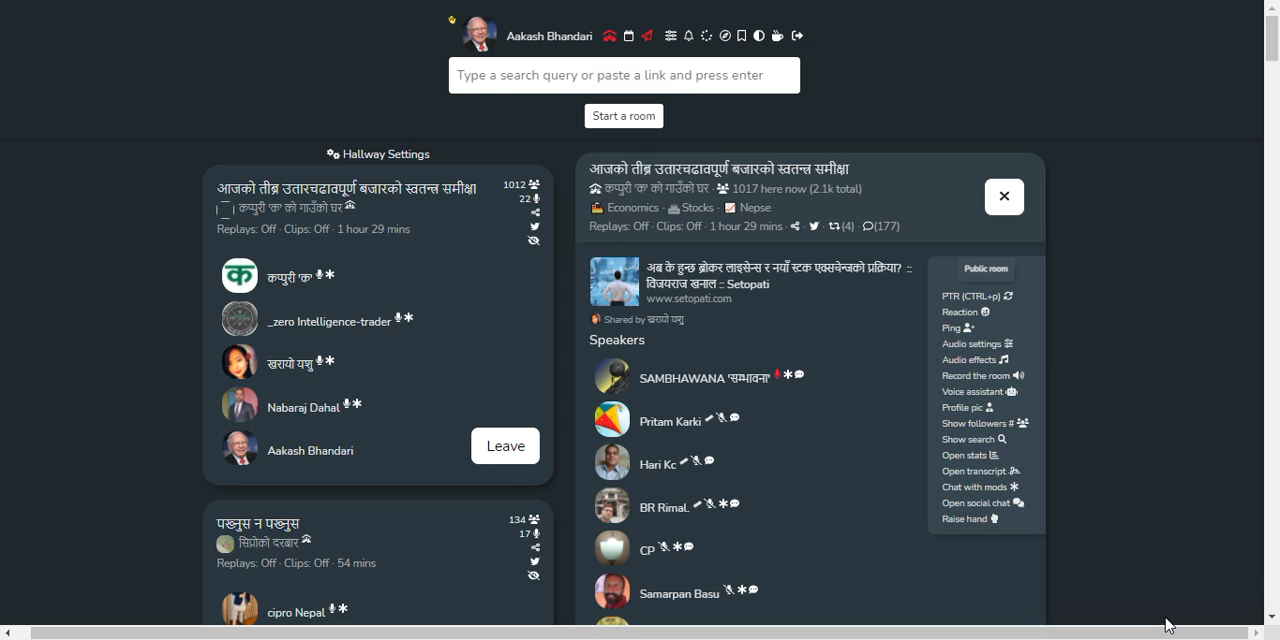 Aakash Bhandari
Type a search query or paste a link and press enter
Start a room
Hallway Settings
आजको तीब्र उतारचढावपूर्ण बजारको स्वतन्त्र समीक्षा
1012
22
कप्पुरी 'क' को गाउँको घर
Replays: Off · Clips: Off · 1 hour 29 mins
क
कप्पुरी 'क'
_zero Intelligence-trader
खरायो यशु
Nabaraj Dahal
Aakash Bhandari
Leave
पख्नुस न पख्नुस
134
17
सिप्रोको दरबार
Replays: Off · Clips: Off · 54 mins
cipro Nepal
आजको तीब्र उतारचढावपूर्ण बजारको स्वतन्त्र समीक्षा
कप्पुरी 'क' को गाउँको घर · 1017 here now (2.1k total)
Economics · Stocks · Nepse
Replays: Off · Clips: Off · 1 hour 29 mins · (4) · (177)
अब के हुन्छ ब्रोकर लाइसेन्स र नयाँ स्टक एक्सचेन्जको प्रक्रिया? ::
विजयराज खनाल :: Setopati
www.setopati.com
Shared by खरायो यशु
Speakers
SAMBHAWANA 'सम्भावना'
Pritam Karki
Hari Kc
BR Rimal.
CP
Samarpan Basu
Public room
PTR (CTRL+p)
Reaction
Ping
Audio settings
Audio effects
Record the room
Voice assistant
Profile pic
Show followers #
Show search
Open stats
Open transcript
Chat with mods
Open social chat
Raise hand